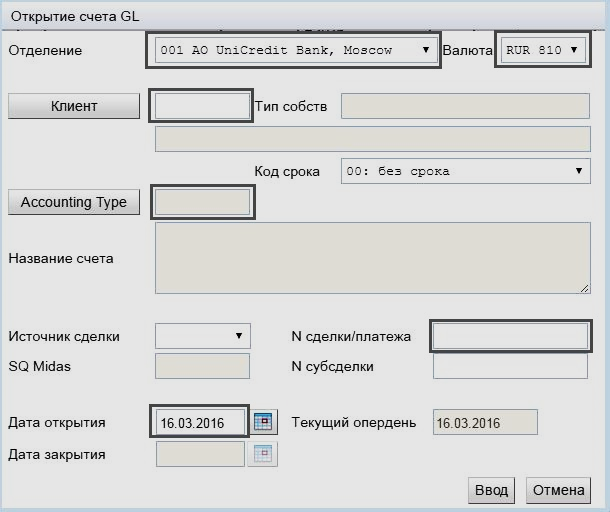 Открытие счета GL
Отделение 001 АО UniCredit Bank, Moscow Валюта RUR 810
Клиент Тип собств
Код срока 00: без срока
Accounting Type
Название счета
Источник сделки N сделки/платежа
SQ Midas N субсделки
Дата открытия 16.03.2016 Текущий опердень 16.03.2016
Дата закрытия
Ввод Отмена